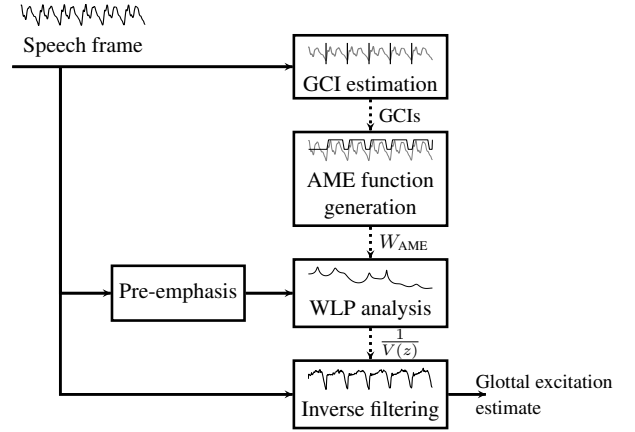 Speech frame
GCI estimation
GCIs
AME function
generation
W_AME
Pre-emphasis
WLP analysis
1/V(z)
Inverse filtering
Glottal excitation
estimate